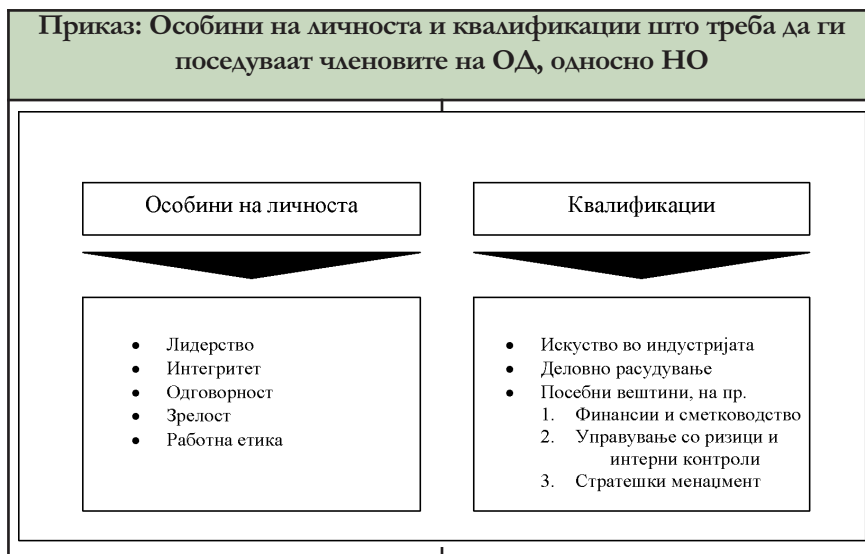 Приказ: Особини на личноста и квалификации што треба да ги
поседуваат членовите на ОД, односно НО
Особини на личноста
Квалификации
• Лидерство
• Интегритет
• Одговорност
• Зрелост
• Работна етика
• Искуство во индустријата
• Деловно расудување
• Посебни вештини, на пр.
1. Финансии и сметководство
2. Управување со ризици и
интерни контроли
3. Стратешки менаџмент